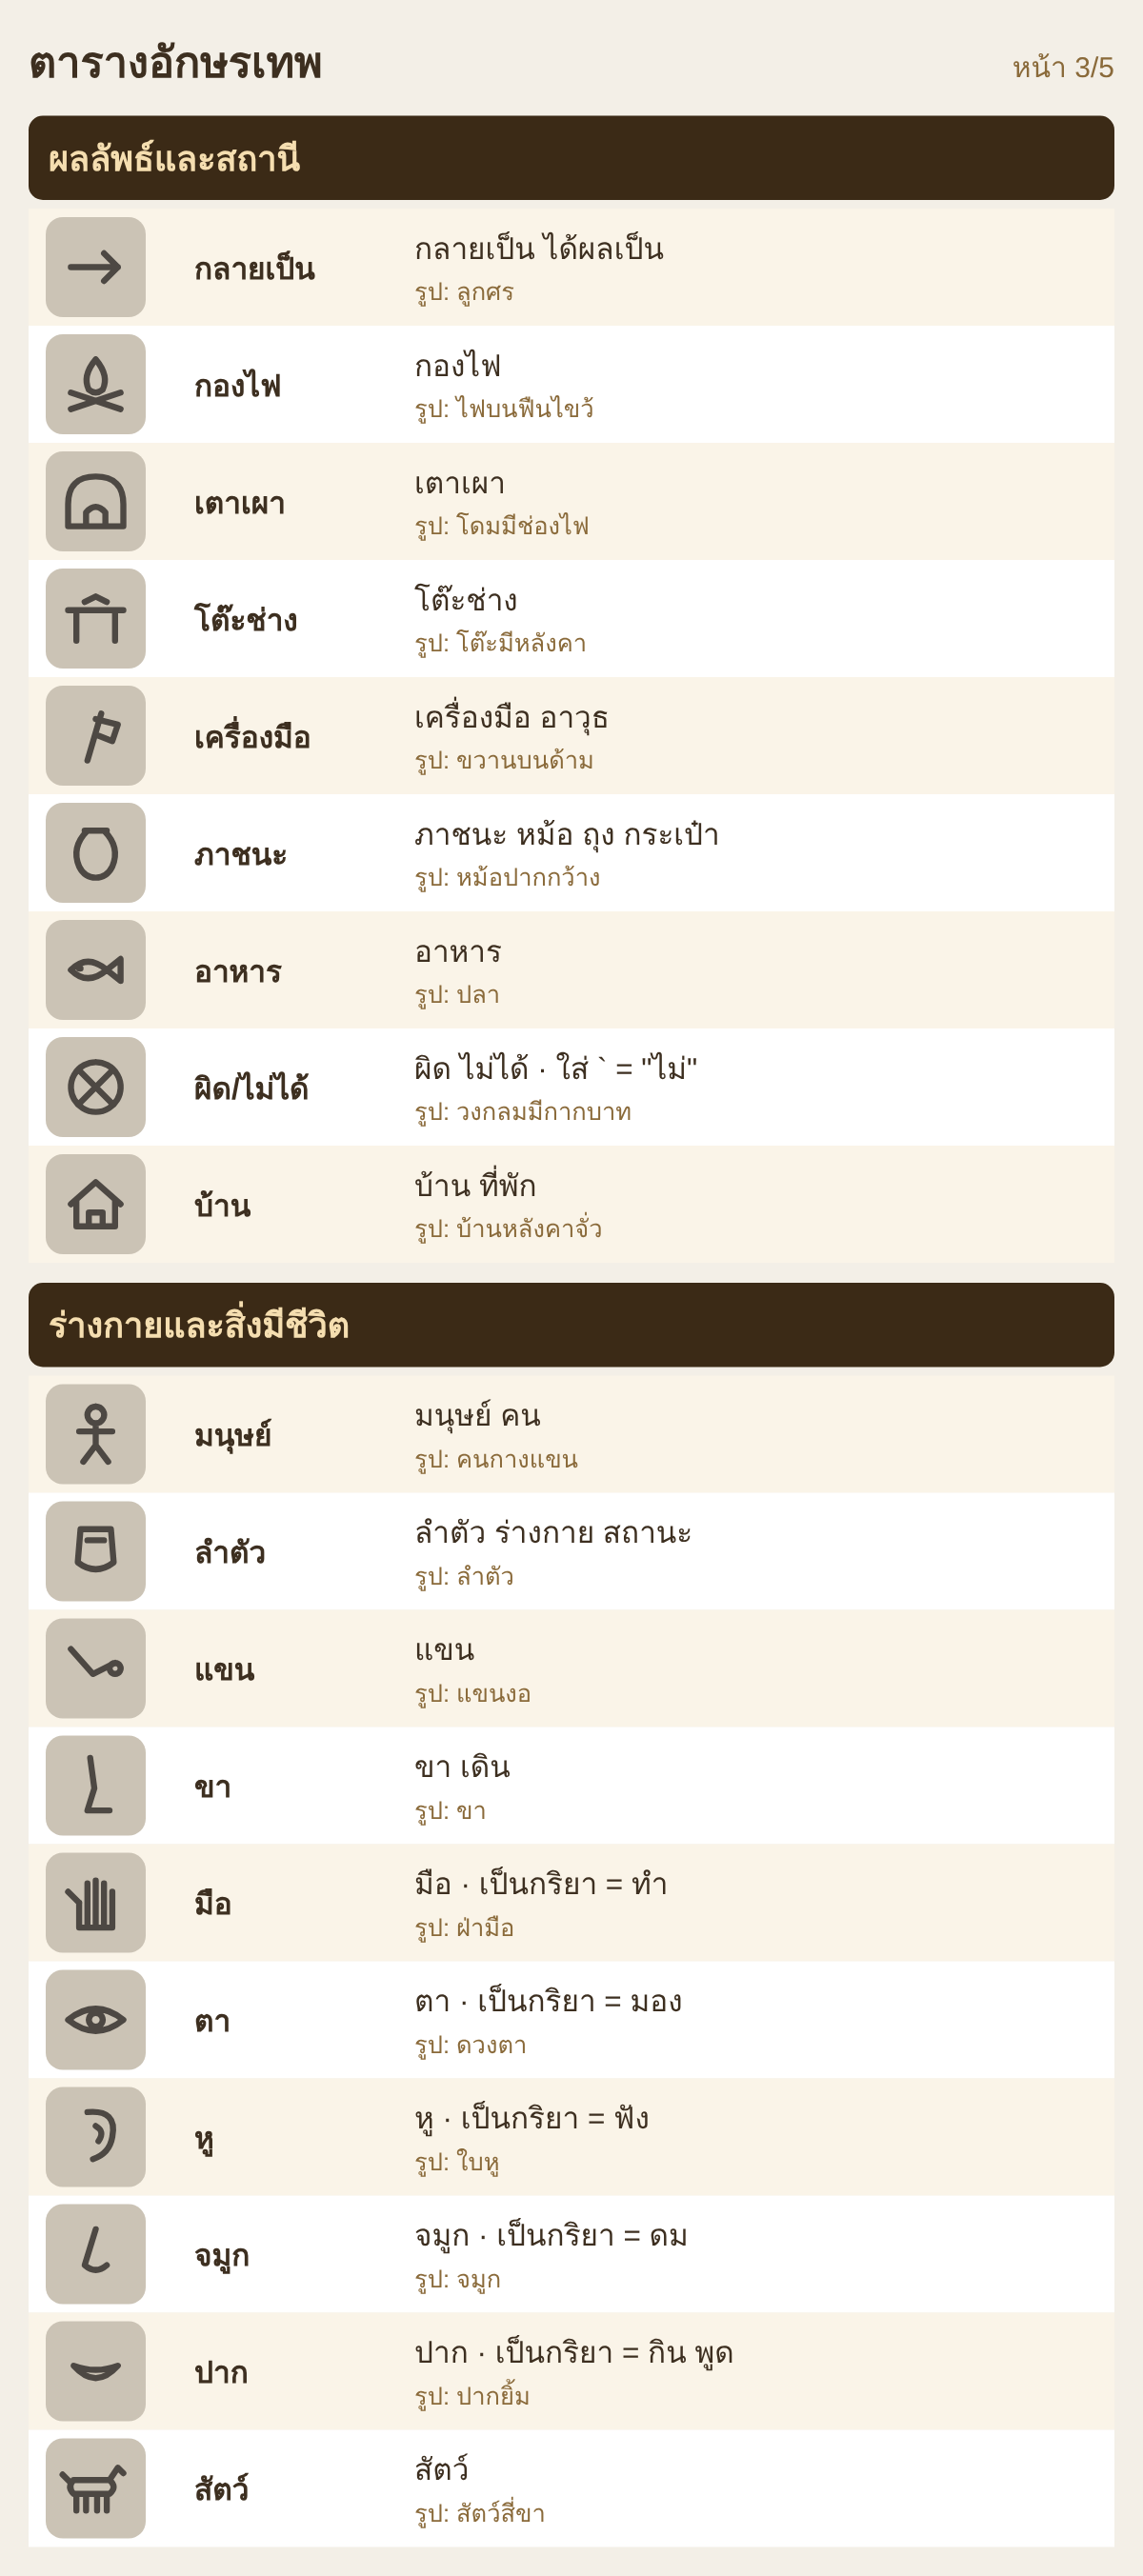 ตารางอักษรเทพ
หน้า 3/5
ผลลัพธ์และสถานี
กลายเป็น
กลายเป็น ได้ผลเป็น
รูป: ลูกศร
กองไฟ
กองไฟ
รูป: ไฟบนฟืนไขว้
เตาเผา
เตาเผา
รูป: โดมมีช่องไฟ
โต๊ะช่าง
โต๊ะช่าง
รูป: โต๊ะมีหลังคา
เครื่องมือ
เครื่องมือ อาวุธ
รูป: ขวานบนด้าม
ภาชนะ
ภาชนะ หม้อ ถุง กระเป๋า
รูป: หม้อปากกว้าง
อาหาร
อาหาร
รูป: ปลา
ผิด/ไม่ได้
ผิด ไม่ได้ · ใส่ ` = "ไม่"
รูป: วงกลมมีกากบาท
บ้าน
บ้าน ที่พัก
รูป: บ้านหลังคาจั่ว
ร่างกายและสิ่งมีชีวิต
มนุษย์
มนุษย์ คน
รูป: คนกางแขน
ลำตัว
ลำตัว ร่างกาย สถานะ
รูป: ลำตัว
แขน
แขน
รูป: แขนงอ
ขา
ขา เดิน
รูป: ขา
มือ
มือ · เป็นกริยา = ทำ
รูป: ฝ่ามือ
ตา
ตา · เป็นกริยา = มอง
รูป: ดวงตา
หู
หู · เป็นกริยา = ฟัง
รูป: ใบหู
จมูก
จมูก · เป็นกริยา = ดม
รูป: จมูก
ปาก
ปาก · เป็นกริยา = กิน พูด
รูป: ปากยิ้ม
สัตว์
สัตว์
รูป: สัตว์สี่ขา